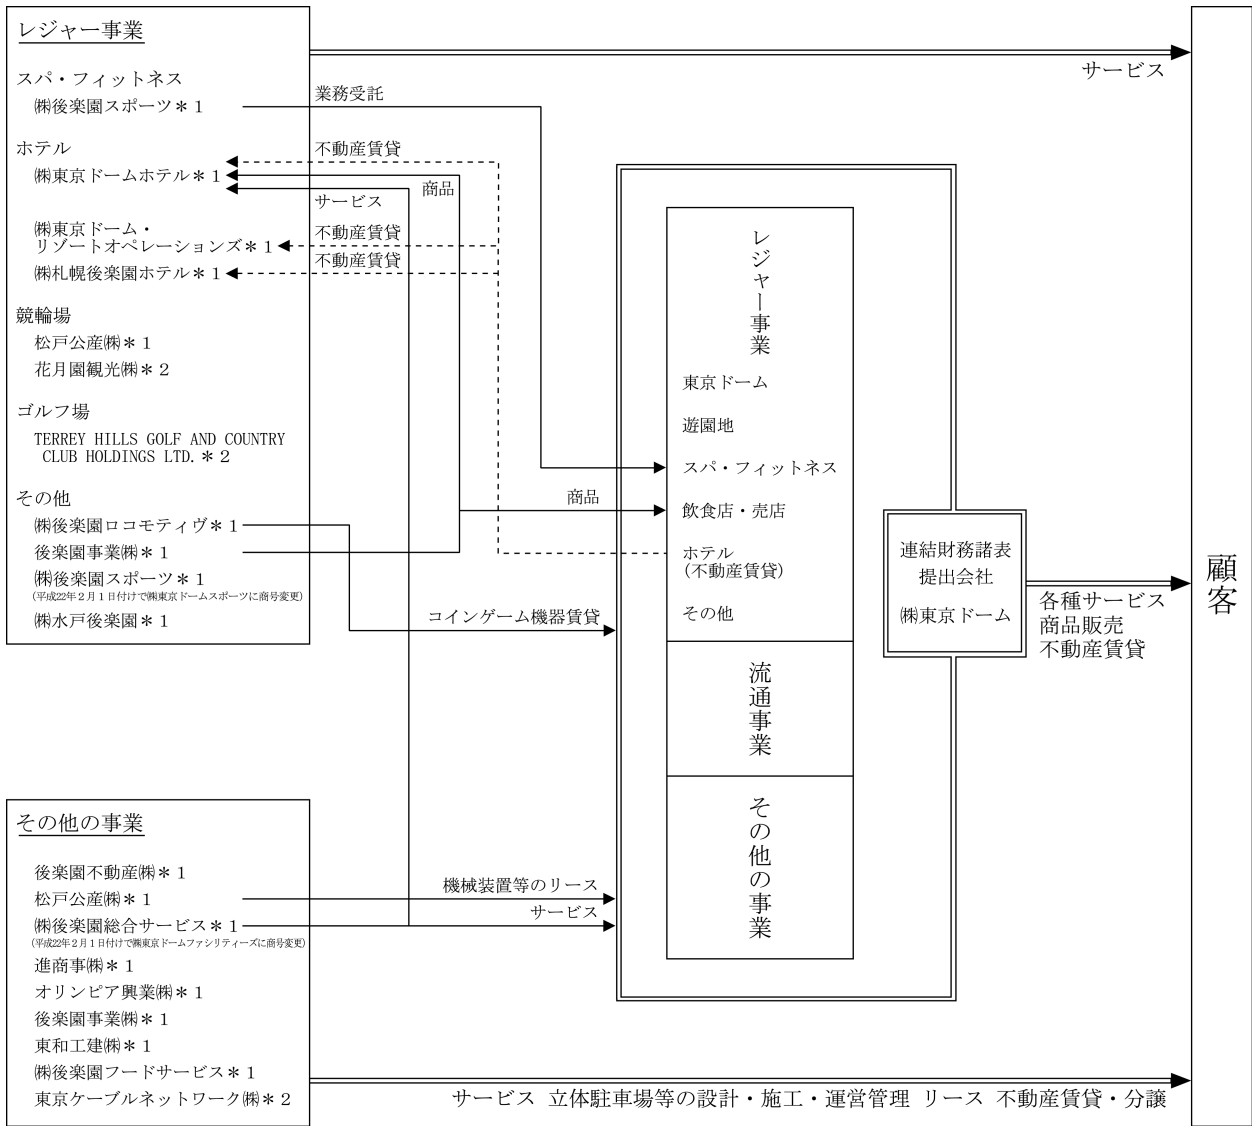 レジャー事業
スパ・フィットネス
㈱後楽園スポーツ＊１
ホテル
㈱東京ドームホテル＊１
㈱東京ドーム・
リゾートオペレーションズ＊１
㈱札幌後楽園ホテル＊１
競輪場
松戸公産㈱＊１
花月園観光㈱＊２
ゴルフ場
TERREY HILLS GOLF AND COUNTRY
CLUB HOLDINGS LTD.＊２
その他
㈱後楽園ロコモティヴ＊１
後楽園事業㈱＊１
㈱後楽園スポーツ＊１
(平成22年２月１日付けで㈱東京ドームスポーツに商号変更)
㈱水戸後楽園＊１
業務受託
不動産賃貸
商品
サービス
不動産賃貸
不動産賃貸
商品
コインゲーム機器賃貸
レジャー事業
東京ドーム
遊園地
スパ・フィットネス
飲食店・売店
ホテル
(不動産賃貸)
その他
流通事業
その他の事業
連結財務諸表
提出会社
㈱東京ドーム
サービス
各種サービス
商品販売
不動産賃貸
顧客
その他の事業
後楽園不動産㈱＊１
松戸公産㈱＊１
㈱後楽園総合サービス＊１
(平成22年２月１日付けで㈱東京ドームファシリティーズに商号変更)
進商事㈱＊１
オリンピア興業㈱＊１
後楽園事業㈱＊１
東和工建㈱＊１
㈱後楽園フードサービス＊１
東京ケーブルネットワーク㈱＊２
機械装置等のリース
サービス
サービス 立体駐車場等の設計・施工・運営管理 リース 不動産賃貸・分譲